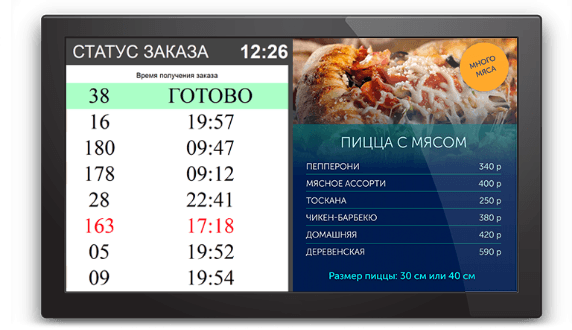 СТАТУС ЗАКАЗА 12:26
Время получения заказа
38 ГОТОВО
16 19:57
180 09:47
178 09:12
28 22:41
163 17:18
05 19:52
09 19:54
МНОГО
МЯСА
ПИЦЦА С МЯСОМ
ПЕППЕРОНИ 340 р
МЯСНОЕ АССОРТИ 400 р
ТОСКАНА 250 р
ЧИКЕН-БАРБЕКЮ 380 р
ДОМАШНЯЯ 420 р
ДЕРЕВЕНСКАЯ 590 р
Размер пиццы: 30 см или 40 см